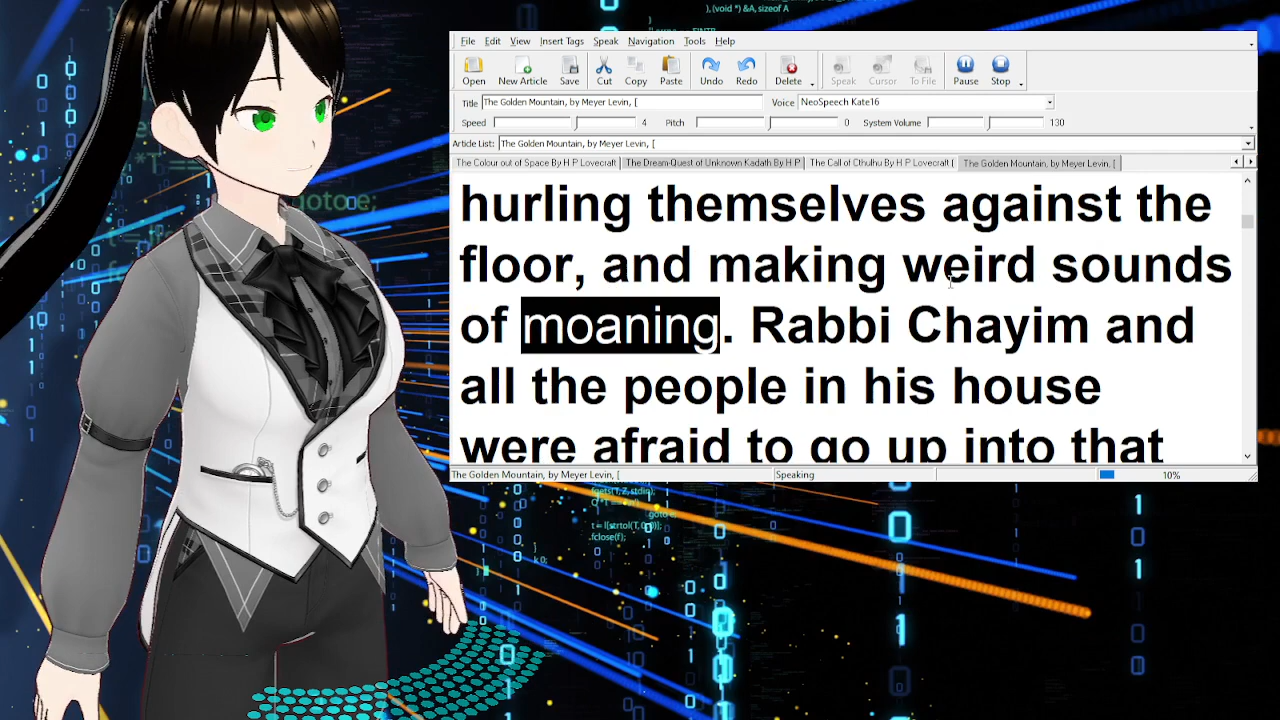 , (void *) &A, sizeof A
File Edit View Insert Tags Speak Navigation Tools Help
Open New Article Save Cut Copy Paste Undo Redo Delete Speak Cursor To File Pause Stop
Title The Golden Mountain, by Meyer Levin, [ Voice NeoSpeech Kate16
Speed 4 Pitch 0 System Volume 130
Article List: The Golden Mountain, by Meyer Levin, [
The Colour out of Space By H P Lovecraft The Dream-Quest of Unknown Kadath By H P The Call of Cthulhu By H P Lovecraft ( The Golden Mountain, by Meyer Levin, [
goto e;
hurling themselves against the
floor, and making weird sounds
of moaning. Rabbi Chayim and
all the people in his house
were afraid to go up into that
The Golden Mountain, by Meyer Levin, [ Speaking 10%
goto e;
fclose(f);